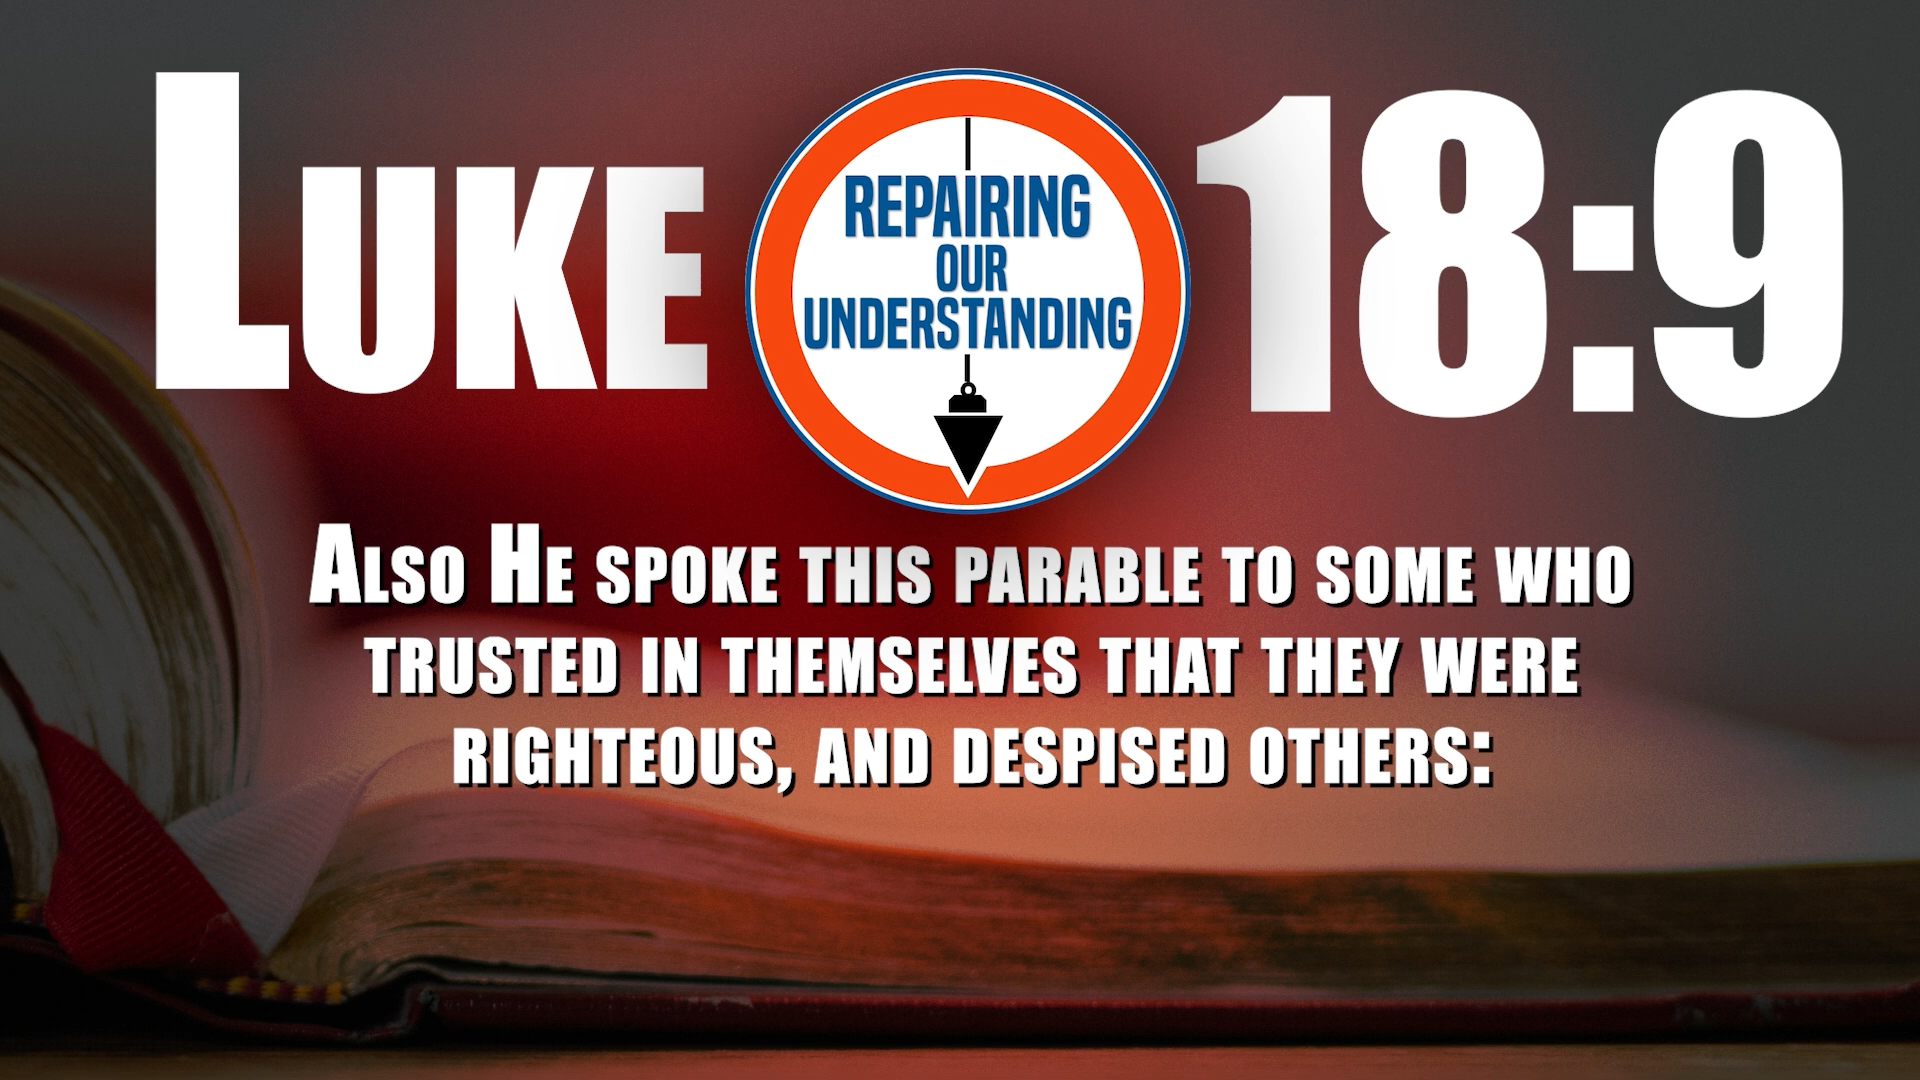 Luke 18:9
REPAIRING
OUR
UNDERSTANDING
Also He spoke this parable to some who
trusted in themselves that they were
righteous, and despised others: